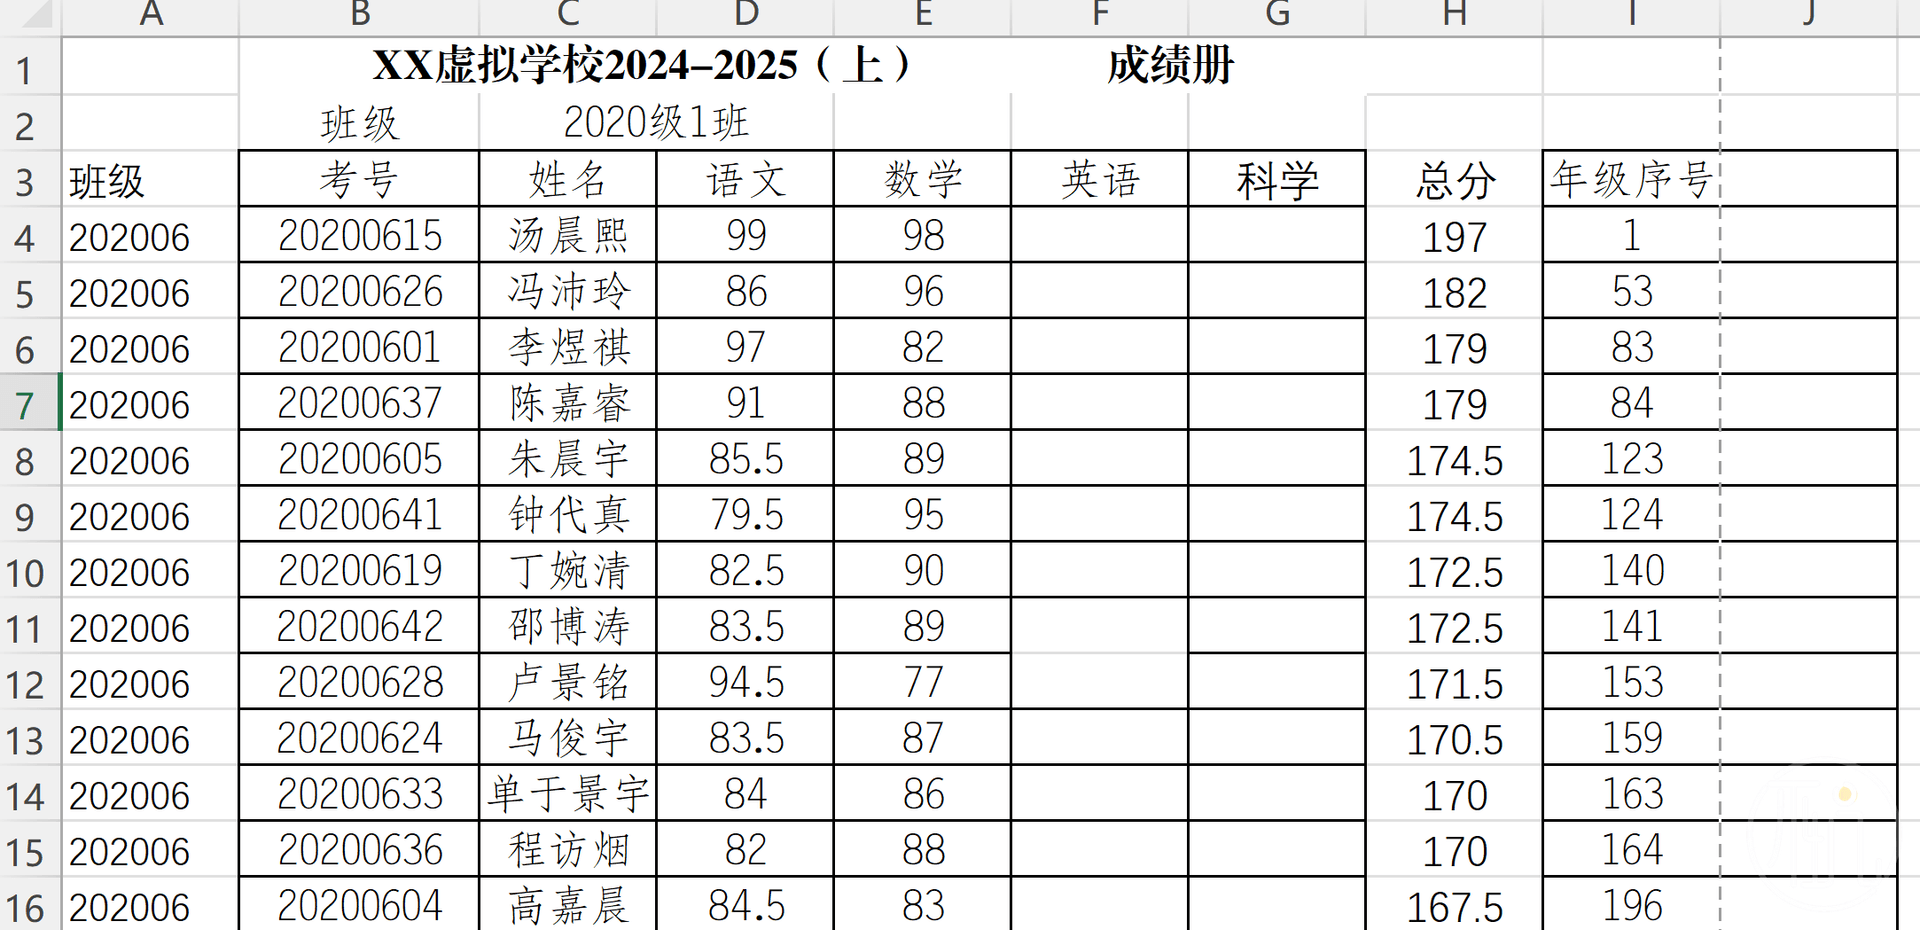 A B C D E F G H I J
1 XX虚拟学校2024-2025（上） 成绩册
2 班级 2020级1班
3 班级 考号 姓名 语文 数学 英语 科学 总分 年级序号
4 202006 20200615 汤晨熙 99 98 197 1
5 202006 20200626 冯沛玲 86 96 182 53
6 202006 20200601 李煜祺 97 82 179 83
7 202006 20200637 陈嘉睿 91 88 179 84
8 202006 20200605 朱晨宇 85.5 89 174.5 123
9 202006 20200641 钟代真 79.5 95 174.5 124
10 202006 20200619 丁婉清 82.5 90 172.5 140
11 202006 20200642 邵博涛 83.5 89 172.5 141
12 202006 20200628 卢景铭 94.5 77 171.5 153
13 202006 20200624 马俊宇 83.5 87 170.5 159
14 202006 20200633 单于景宇 84 86 170 163
15 202006 20200636 程访烟 82 88 170 164
16 202006 20200604 高嘉晨 84.5 83 167.5 196